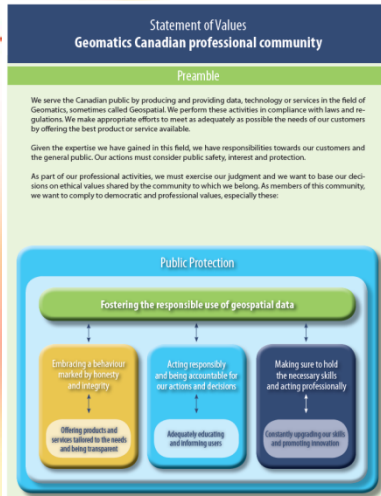 Statement of Values
Geomatics Canadian professional community
Preamble
We serve the Canadian public by producing and providing data, technology or services in the field of
Geomatics, sometimes called Geospatial. We perform these activities in compliance with laws and re-
gulations. We make appropriate efforts to meet as adequately as possible the needs of our customers
by offering the best product or service available.
Given the expertise we have gained in this field, we have responsibilities towards our customers and
the general public. Our actions must consider public safety, interest and protection.
As part of our professional activities, we must exercise our judgment and we want to base our deci-
sions on ethical values shared by the community to which we belong. As members of this community,
we want to comply to democratic and professional values, especially these:
Public Protection
Fostering the responsible use of geospatial data
Embracing a behaviour
marked by honesty
and integrity
Offering products and
services tailored to the needs
and being transparent
Acting responsibly
and being accountable for
our actions and decisions
Adequately educating
and informing users
Making sure to hold
the necessary skills
and acting professionally
Constantly upgrading our skills
and promoting innovation